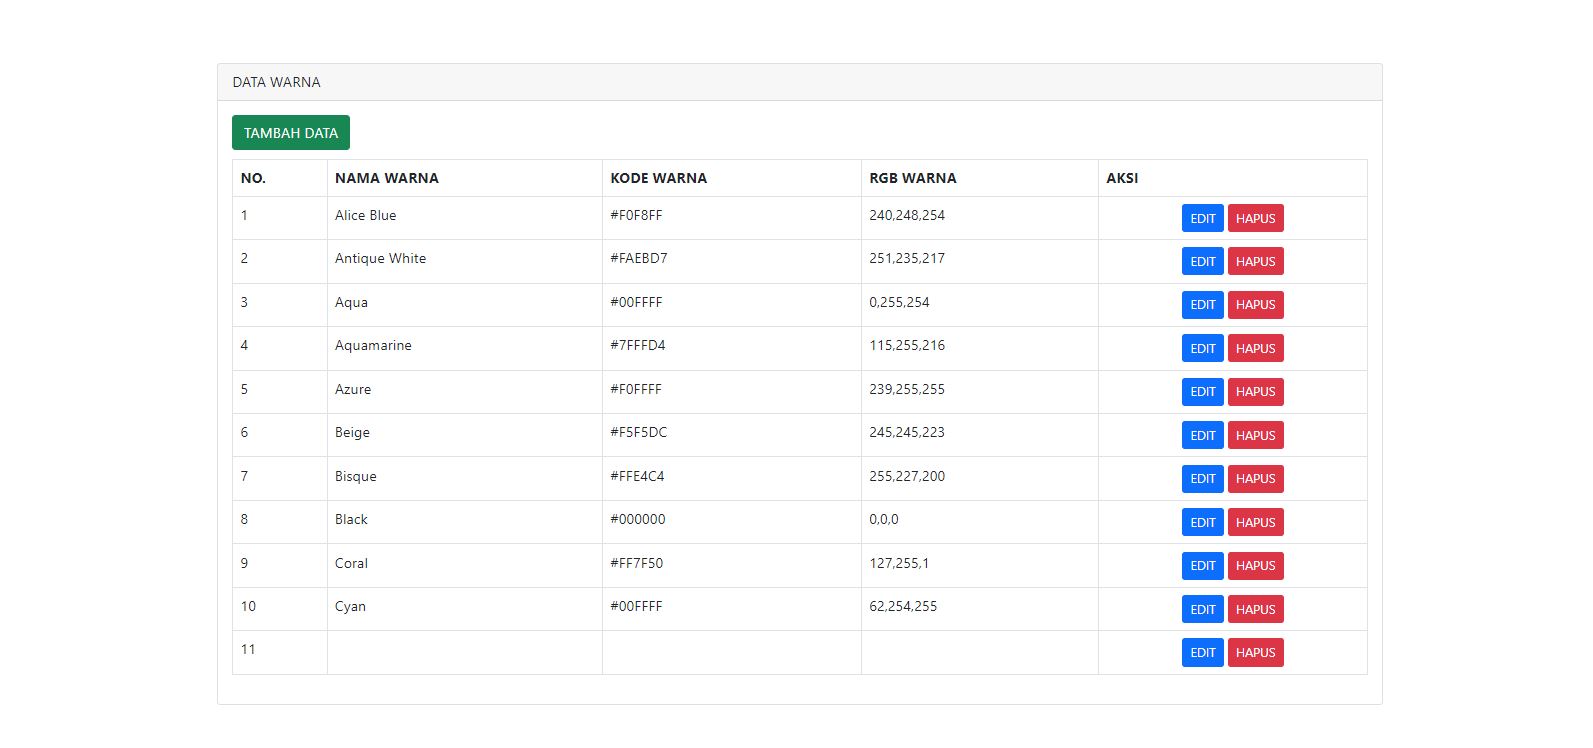 DATA WARNA
TAMBAH DATA
NO. NAMA WARNA KODE WARNA RGB WARNA AKSI
1 Alice Blue #F0F8FF 240,248,254 EDIT HAPUS
2 Antique White #FAEBD7 251,235,217 EDIT HAPUS
3 Aqua #00FFFF 0,255,254 EDIT HAPUS
4 Aquamarine #7FFFD4 115,255,216 EDIT HAPUS
5 Azure #F0FFFF 239,255,255 EDIT HAPUS
6 Beige #F5F5DC 245,245,223 EDIT HAPUS
7 Bisque #FFE4C4 255,227,200 EDIT HAPUS
8 Black #000000 0,0,0 EDIT HAPUS
9 Coral #FF7F50 127,255,1 EDIT HAPUS
10 Cyan #00FFFF 62,254,255 EDIT HAPUS
11 EDIT HAPUS